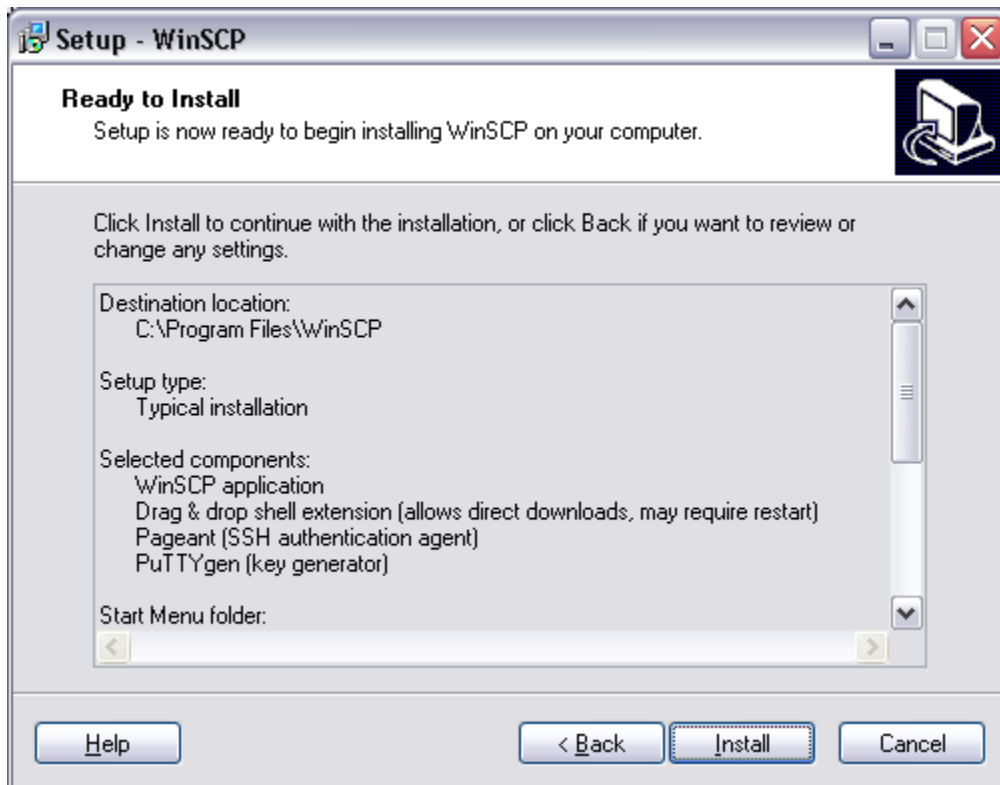 Setup - WinSCP
Ready to Install
Setup is now ready to begin installing WinSCP on your computer.
Click Install to continue with the installation, or click Back if you want to review or
change any settings.
Destination location:
C:\Program Files\WinSCP
Setup type:
Typical installation
Selected components:
WinSCP application
Drag & drop shell extension (allows direct downloads, may require restart)
Pageant (SSH authentication agent)
PuTTYgen (key generator)
Start Menu folder:
Help
< Back
Install
Cancel